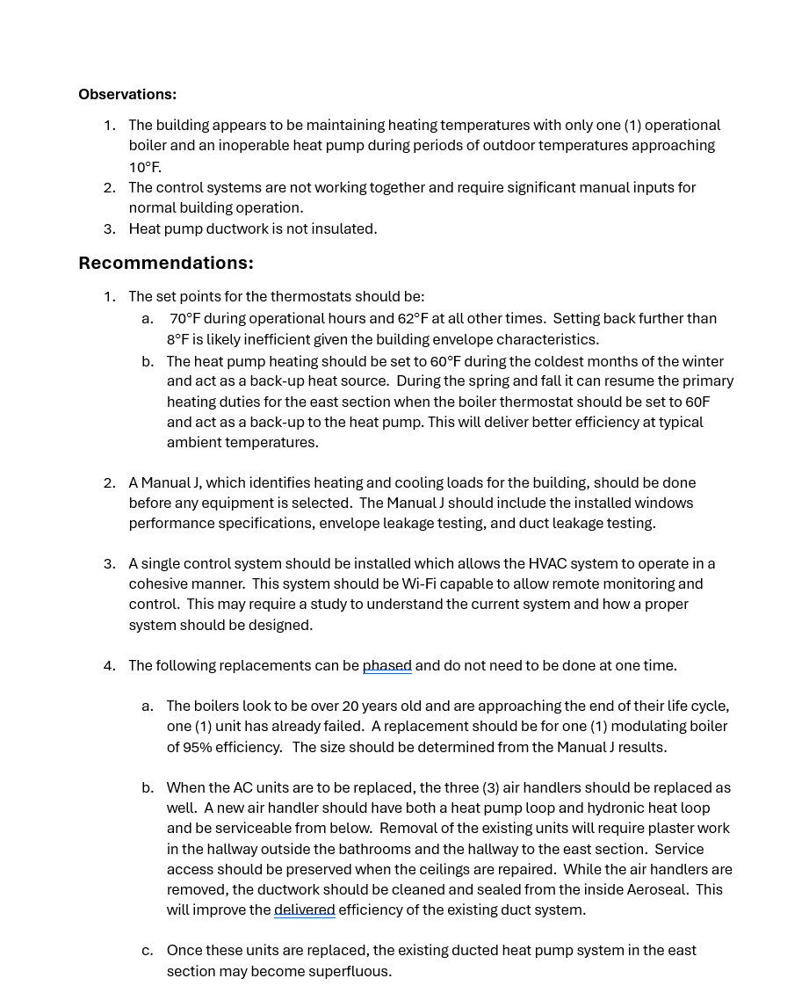 Observations:
1. The building appears to be maintaining heating temperatures with only one (1) operational
boiler and an inoperable heat pump during periods of outdoor temperatures approaching
10°F.
2. The control systems are not working together and require significant manual inputs for
normal building operation.
3. Heat pump ductwork is not insulated.
Recommendations:
1. The set points for the thermostats should be:
a. 70°F during operational hours and 62°F at all other times. Setting back further than
8°F is likely inefficient given the building envelope characteristics.
b. The heat pump heating should be set to 60°F during the coldest months of the winter
and act as a back-up heat source. During the spring and fall it can resume the primary
heating duties for the east section when the boiler thermostat should be set to 60F
and act as a back-up to the heat pump. This will deliver better efficiency at typical
ambient temperatures.
2. A Manual J, which identifies heating and cooling loads for the building, should be done
before any equipment is selected. The Manual J should include the installed windows
performance specifications, envelope leakage testing, and duct leakage testing.
3. A single control system should be installed which allows the HVAC system to operate in a
cohesive manner. This system should be Wi-Fi capable to allow remote monitoring and
control. This may require a study to understand the current system and how a proper
system should be designed.
4. The following replacements can be phased and do not need to be done at one time.
a. The boilers look to be over 20 years old and are approaching the end of their life cycle,
one (1) unit has already failed. A replacement should be for one (1) modulating boiler
of 95% efficiency. The size should be determined from the Manual J results.
b. When the AC units are to be replaced, the three (3) air handlers should be replaced as
well. A new air handler should have both a heat pump loop and hydronic heat loop
and be serviceable from below. Removal of the existing units will require plaster work
in the hallway outside the bathrooms and the hallway to the east section. Service
access should be preserved when the ceilings are repaired. While the air handlers are
removed, the ductwork should be cleaned and sealed from the inside Aeroseal. This
will improve the delivered efficiency of the existing duct system.
c. Once these units are replaced, the existing ducted heat pump system in the east
section may become superfluous.